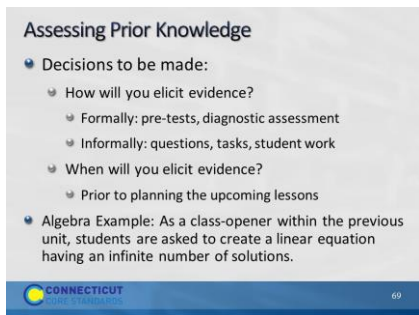 Assessing Prior Knowledge
Decisions to be made:
How will you elicit evidence?
Formally: pre-tests, diagnostic assessment
Informally: questions, tasks, student work
When will you elicit evidence?
Prior to planning the upcoming lessons
Algebra Example: As a class-opener within the previous
unit, students are asked to create a linear equation
having an infinite number of solutions.
CONNECTICUT
CORE STANDARDS
69